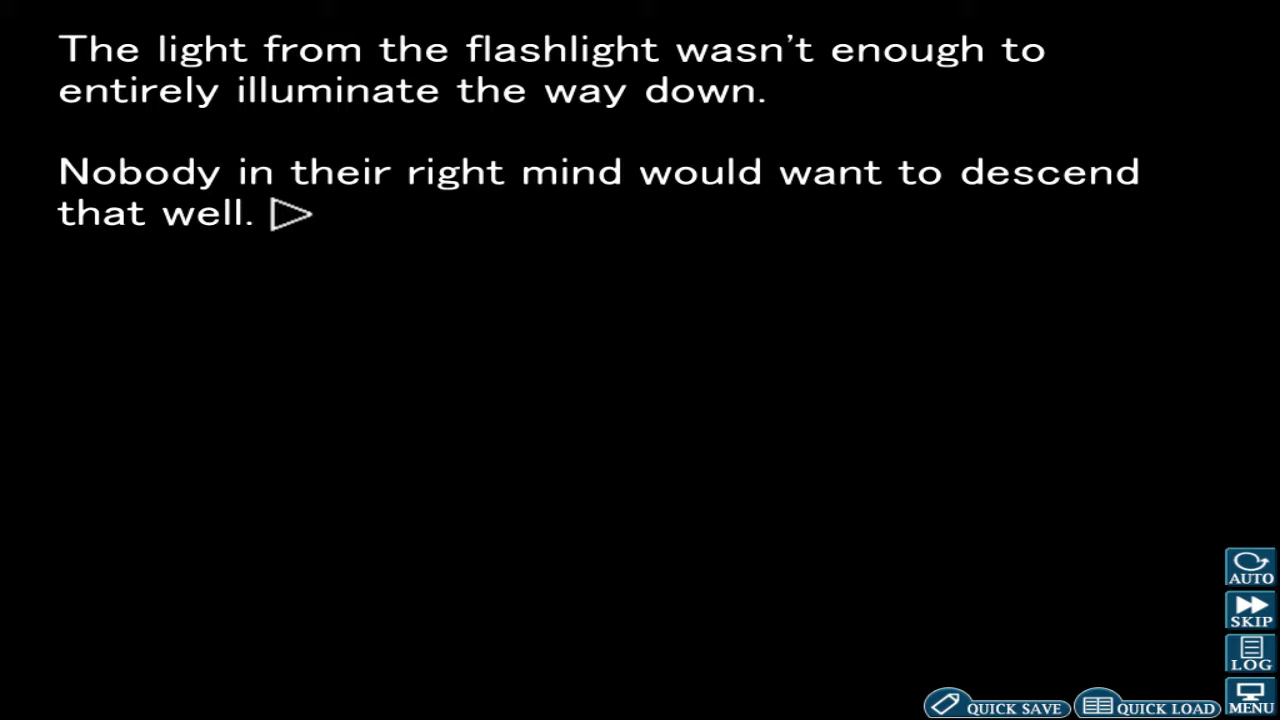 The light from the flashlight wasn't enough to
entirely illuminate the way down.
Nobody in their right mind would want to descend
that well.
AUTO
SKIP
LOG
QUICK SAVE
QUICK LOAD
MENU